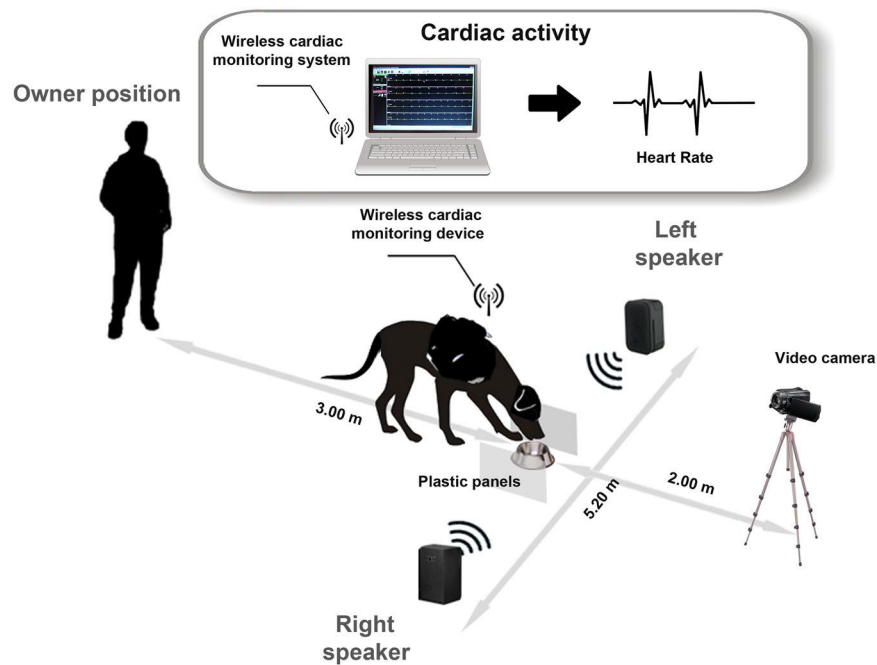 Cardiac activity
Wireless cardiac
monitoring system
Heart Rate
Owner position
Wireless cardiac
monitoring device
Left
speaker
Video camera
3.00 m
Plastic panels
5.20 m
2.00 m
Right
speaker